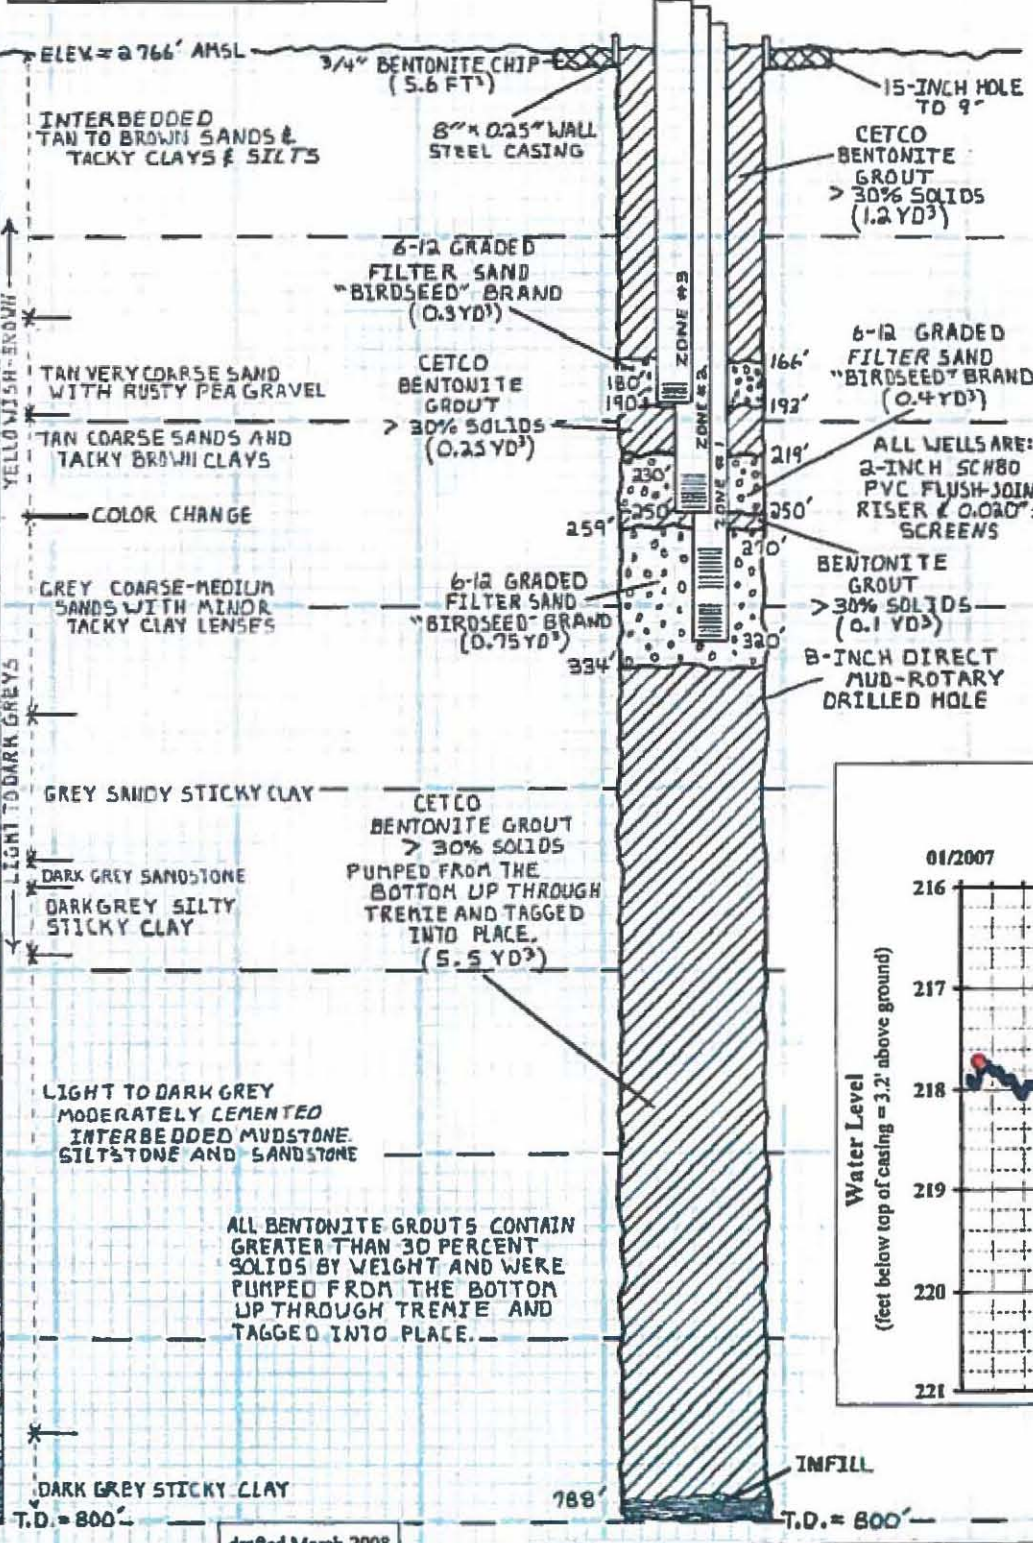 ELEV. = 2766' AMSL
INTERBEDDED
TAN TO BROWN SANDS &
TACKY CLAYS & SILTS
YELLOWISH-BROWN
TAN VERY COARSE SAND
WITH RUSTY PEA GRAVEL
TAN COARSE SANDS AND
TACKY BROWN CLAYS
COLOR CHANGE
GREY COARSE-MEDIUM
SANDS WITH MINOR
TACKY CLAY LENSES
LIGHT TO DARK GREYS
GREY SANDY STICKY CLAY
DARK GREY SANDSTONE
DARK GREY SILTY
STICKY CLAY
LIGHT TO DARK GREY
MODERATELY CEMENTED
INTERBEDDED MUDSTONE.
SILTSTONE AND SANDSTONE
DARK GREY STICKY CLAY
T.D. = 800'
3/4" BENTONITE CHIP
(5.6 FT³)
8" x 0.25" WALL
STEEL CASING
6-12 GRADED
FILTER SAND
"BIRDSEED" BRAND
(0.3 YD³)
CETCO
BENTONITE
GROUT
> 30% SOLIDS
(0.25 YD³)
6-12 GRADED
FILTER SAND
"BIRDSEED" BRAND
(0.75 YD³)
CETCO
BENTONITE GROUT
> 30% SOLIDS
PUMPED FROM THE
BOTTOM UP THROUGH
TREMIE AND TAGGED
INTO PLACE.
(5.5 YD³)
ALL BENTONITE GROUTS CONTAIN
GREATER THAN 30 PERCENT
SOLIDS BY WEIGHT AND WERE
PUMPED FROM THE BOTTOM
UP THROUGH TREMIE AND
TAGGED INTO PLACE.
ZONE #3
ZONE #2
ZONE #1
180'
190'
230'
250'
259'
334'
788'
166'
192'
219'
250'
270'
320'
15-INCH HOLE
TO 9"
CETCO
BENTONITE
GROUT
> 30% SOLIDS
(1.2 YD³)
6-12 GRADED
FILTER SAND
"BIRDSEED" BRAND
(0.4 YD³)
ALL WELLS ARE:
2-INCH SCH80
PVC FLUSH-JOIN
RISER & 0.020"
SCREENS
BENTONITE
GROUT
> 30% SOLIDS
(0.1 YD³)
8-INCH DIRECT
MUD-ROTARY
DRILLED HOLE
01/2007
216
217
218
219
220
221
Water Level
(feet below top of casing = 3.2' above ground)
INFILL
T.D. = 800'
drafted March 2008